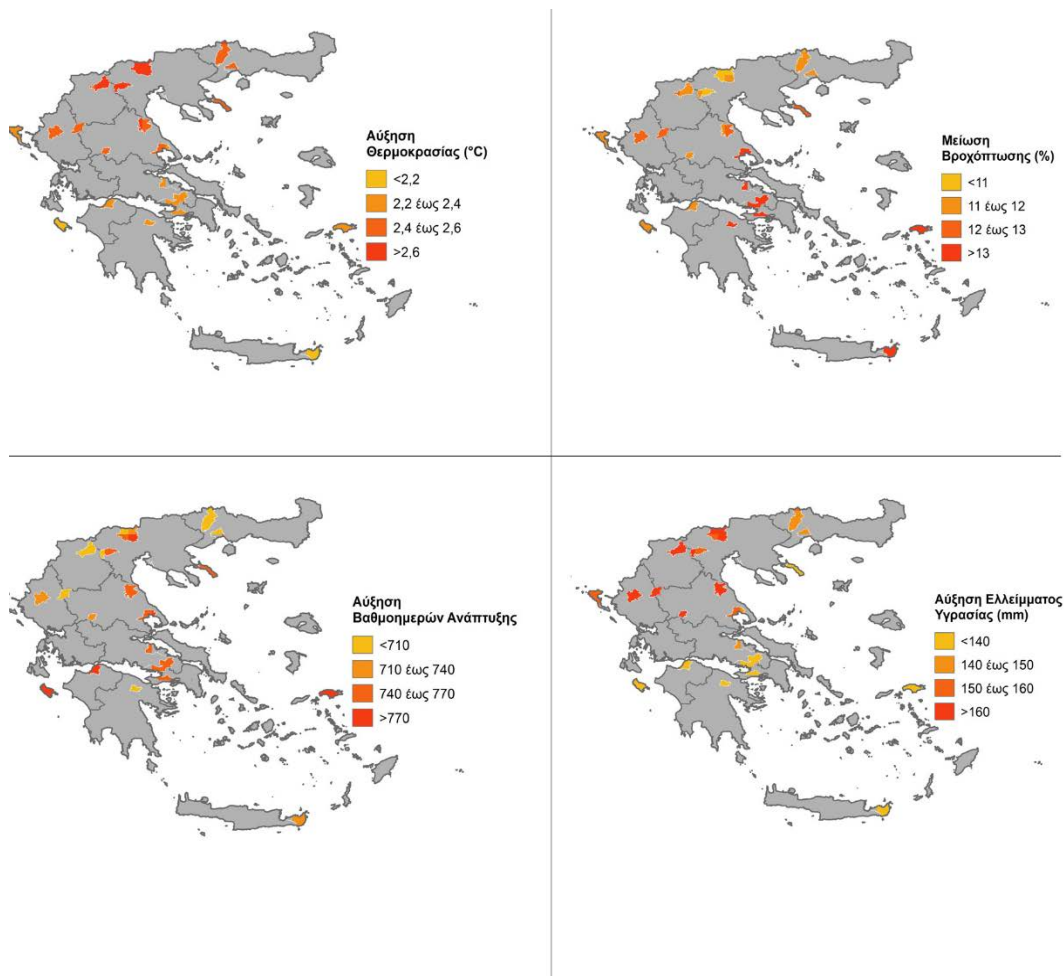 Αύξηση
Θερμοκρασίας (°C)
<2,2
2,2 έως 2,4
2,4 έως 2,6
>2,6
Μείωση
Βροχόπτωσης (%)
<11
11 έως 12
12 έως 13
>13
Αύξηση
Βαθμοημερών Ανάπτυξης
<710
710 έως 740
740 έως 770
>770
Αύξηση Ελλείμματος
Υγρασίας (mm)
<140
140 έως 150
150 έως 160
>160